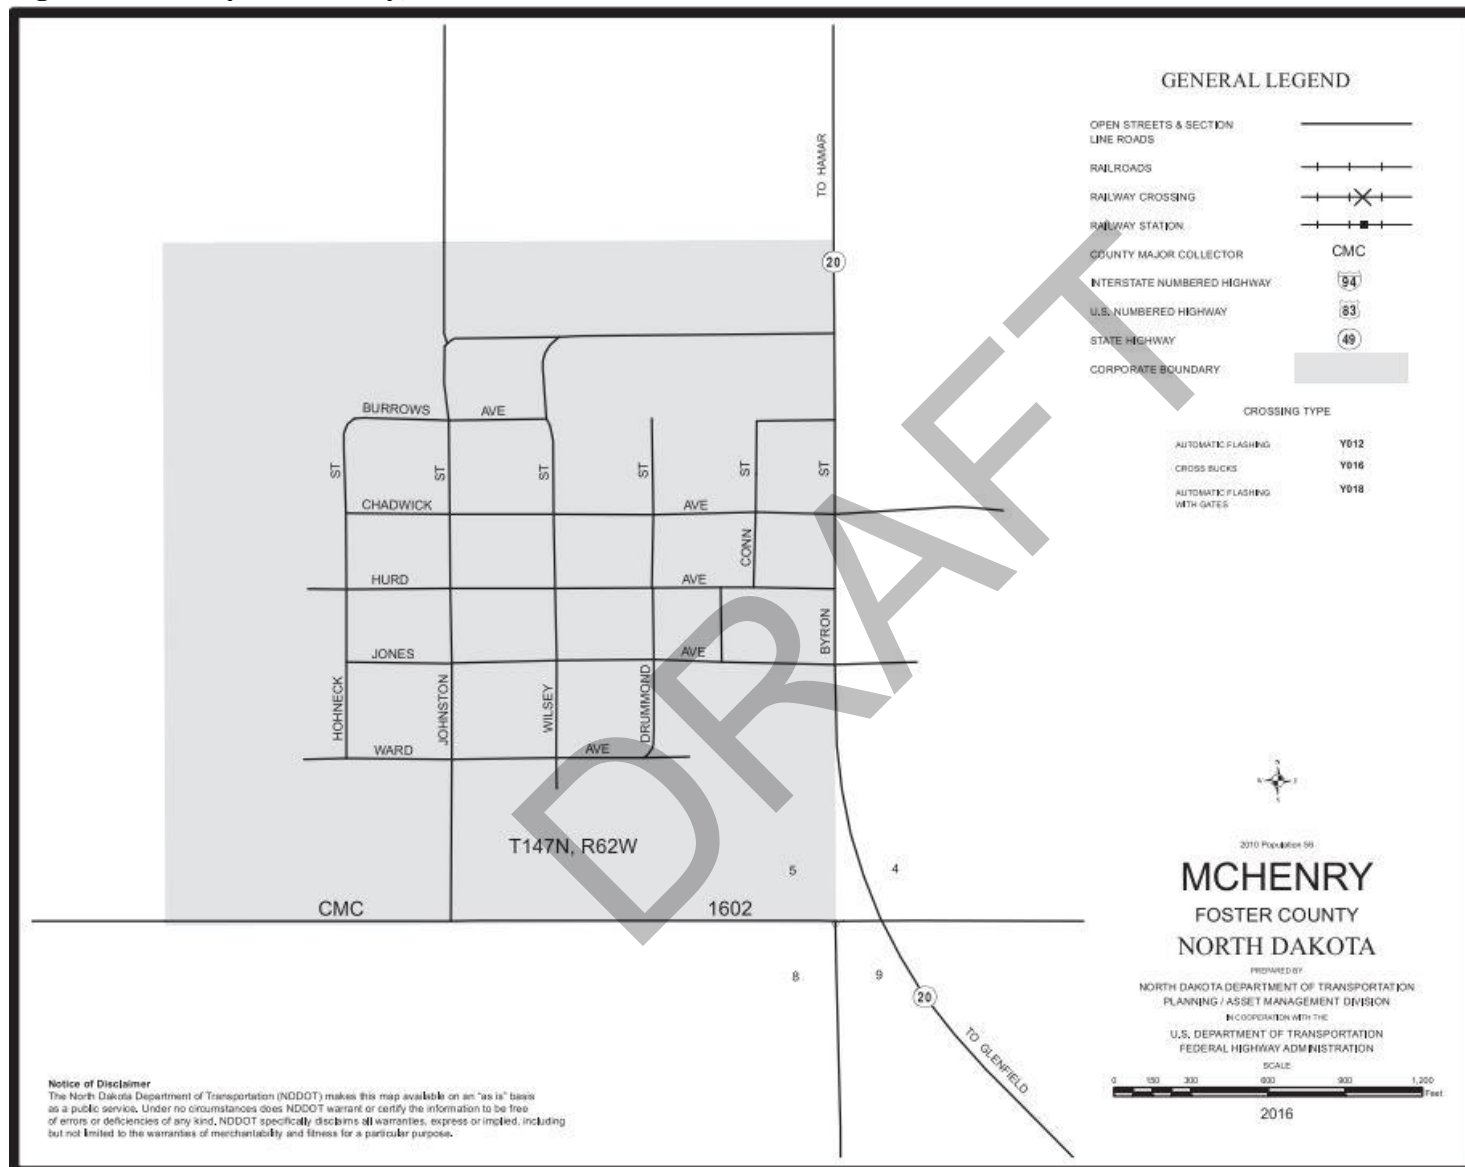 GENERAL LEGEND
OPEN STREETS & SECTION
LINE ROADS
RAILROADS
RAILWAY CROSSING
RAILWAY STATION
COUNTY MAJOR COLLECTOR CMC
INTERSTATE NUMBERED HIGHWAY 94
U.S. NUMBERED HIGHWAY 83
STATE HIGHWAY 49
CORPORATE BOUNDARY
CROSSING TYPE
AUTOMATIC FLASHING Y012
CROSS BUCKS Y016
AUTOMATIC FLASHING Y018
WITH GATES
TO HAMAR
20
BURROWS AVE
ST ST ST ST ST ST
CHADWICK AVE
CONN
HURD AVE
BYRON
JONES AVE
HOHNECK
JOHNSTON
WILSEY
DRUMMOND
WARD AVE
T147N, R62W
5 4
CMC 1602
8 9
20
TO GLENFIELD
DRAFT
N
W E
S
2010 Population 56
MCHENRY
FOSTER COUNTY
NORTH DAKOTA
PREPARED BY
NORTH DAKOTA DEPARTMENT OF TRANSPORTATION
PLANNING / ASSET MANAGEMENT DIVISION
IN COOPERATION WITH THE
U.S. DEPARTMENT OF TRANSPORTATION
FEDERAL HIGHWAY ADMINISTRATION
SCALE
0 150 300 600 900 1,200
Feet
2016
Notice of Disclaimer
The North Dakota Department of Transportation (NDDOT) makes this map available on an "as is" basis
as a public service. Under no circumstances does NDDOT warrant or certify the information to be free
of errors or deficiencies of any kind. NDDOT specifically disclaims all warranties, express or implied, including
but not limited to the warranties of merchantability and fitness for a particular purpose.